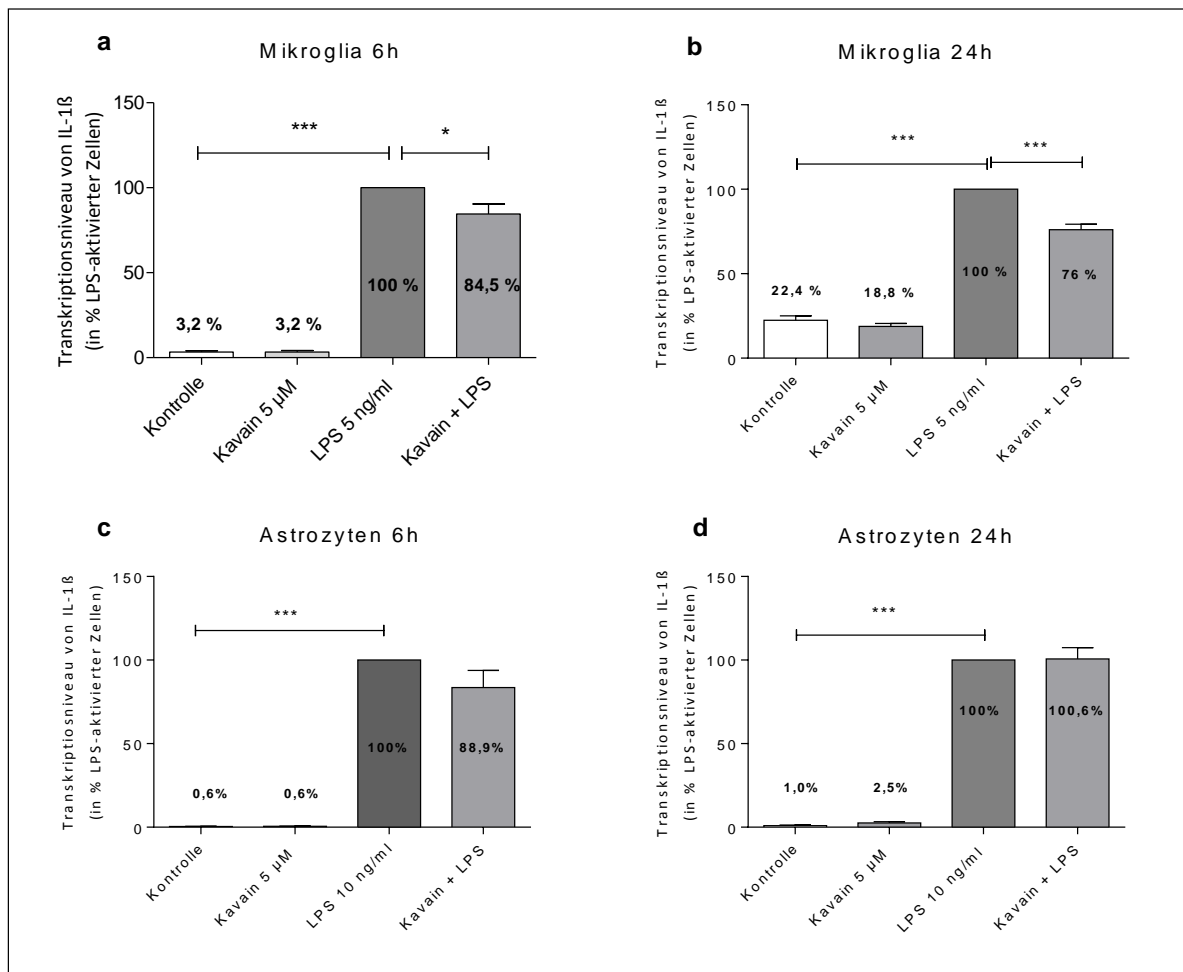 a
Mikroglia 6h
Transkriptionsniveau von IL-1ß
(in % LPS-aktivierter Zellen)
150
100
50
0
***
*
3,2 %
3,2 %
100 %
84,5 %
Kontrolle
Kavain 5 µM
LPS 5 ng/ml
Kavain + LPS
b
Mikroglia 24h
Transkriptionsniveau von IL-1ß
(in % LPS-aktivierter Zellen)
150
100
50
0
***
***
22,4 %
18,8 %
100 %
76 %
Kontrolle
Kavain 5 µM
LPS 5 ng/ml
Kavain + LPS
c
Astrozyten 6h
Transkriptiosniveau von IL-1ß
(in % LPS-aktivierter Zellen)
150
100
50
0
***
0,6%
0,6%
100%
88,9%
Kontrolle
Kavain 5 µM
LPS 10 ng/ml
Kavain + LPS
d
Astrozyten 24h
Transkriptionsniveau von IL-1ß
(in % LPS-aktivierter Zellen)
150
100
50
0
***
1,0%
2,5%
100%
100,6%
Kontrolle
Kavain 5 µM
LPS 10 ng/ml
Kavain + LPS